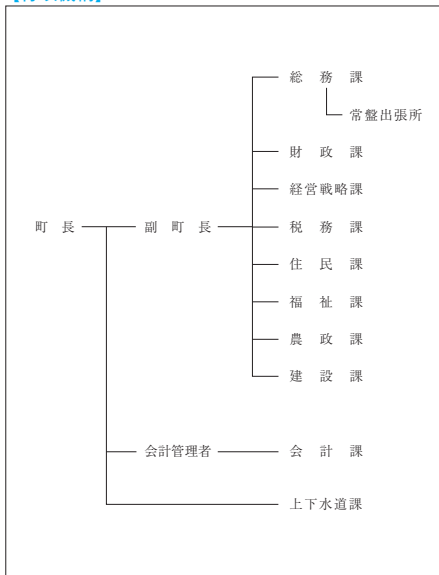 総務課
常盤出張所
財政課
経営戦略課
町長 副町長 税務課
住民課
福祉課
農政課
建設課
会計管理者 会計課
上下水道課